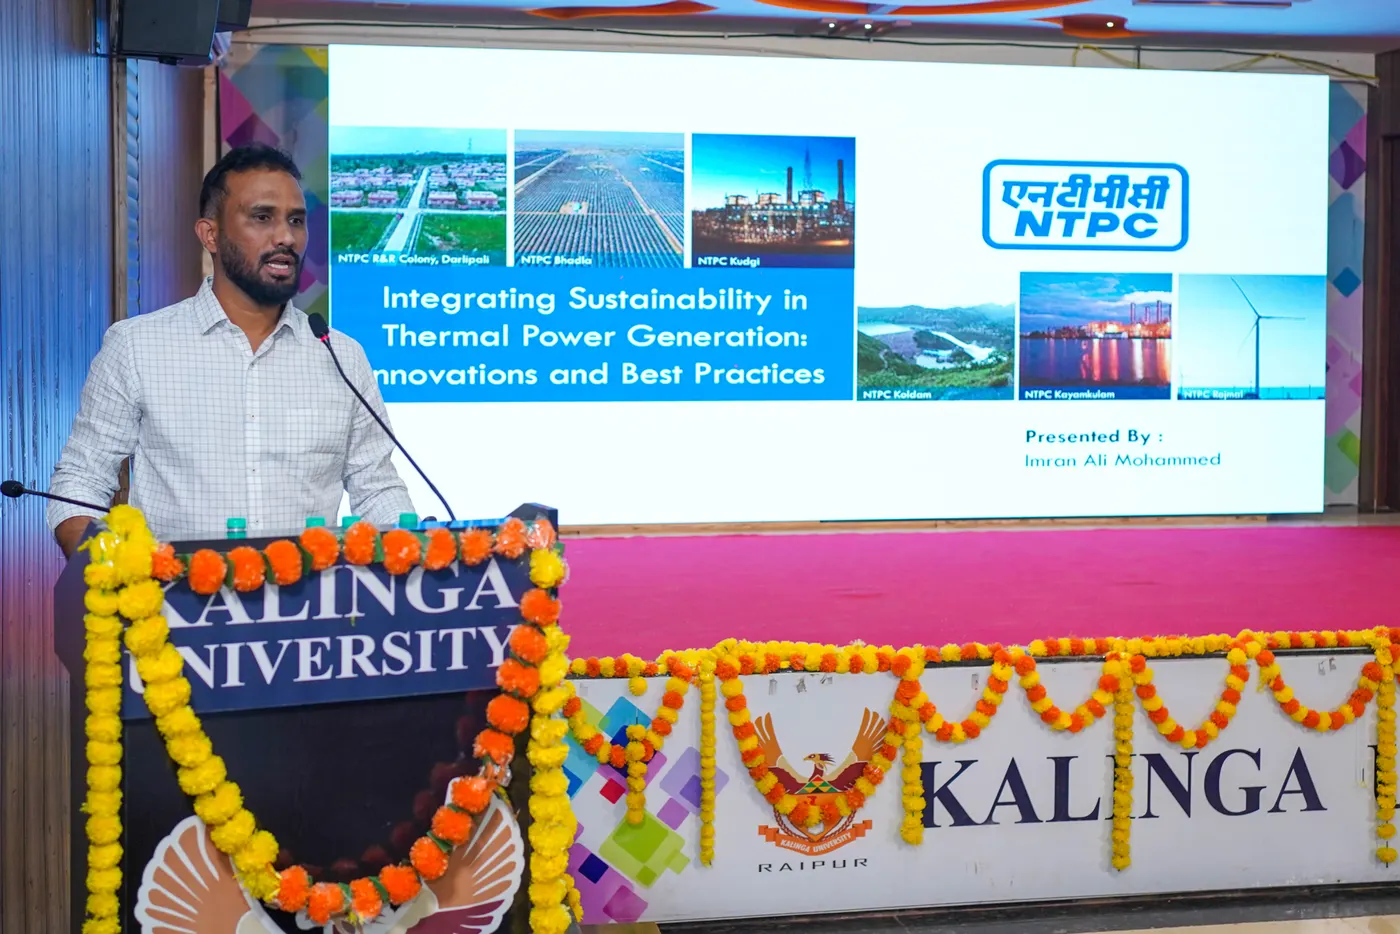 NTPC R&R Colony, Darlipali
NTPC Bhadla
NTPC Kudgi
Integrating Sustainability in
Thermal Power Generation:
nnovations and Best Practices
एनटीपीसी
NTPC
NTPC Koldam
NTPC Kayamkulam
NTPC Rojmal
Presented By :
Imran Ali Mohammed
KALINGA
UNIVERSITY
KALINGA UNIVERSITY
RAIPUR
KALINGA